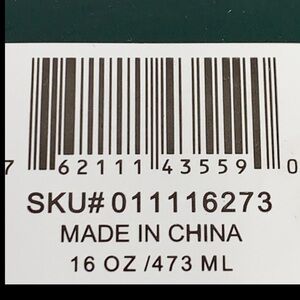 7 62111 43559 0
SKU# 011116273
MADE IN CHINA
16 OZ /473 ML